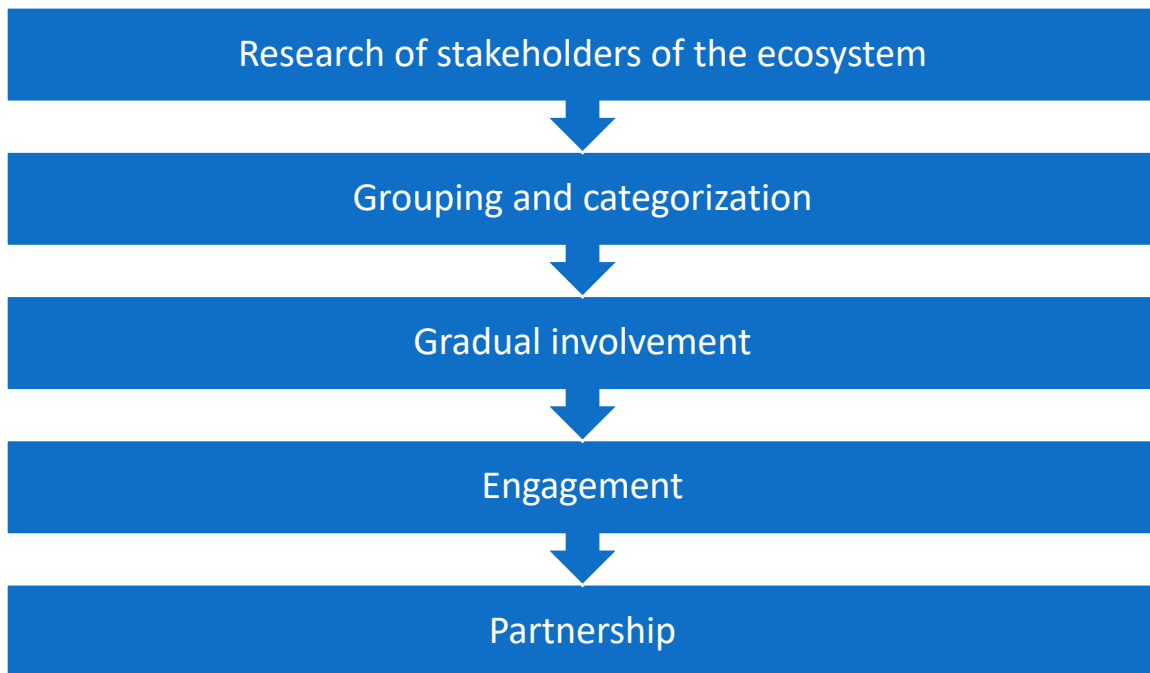 Research of stakeholders of the ecosystem
Grouping and categorization
Gradual involvement
Engagement
Partnership